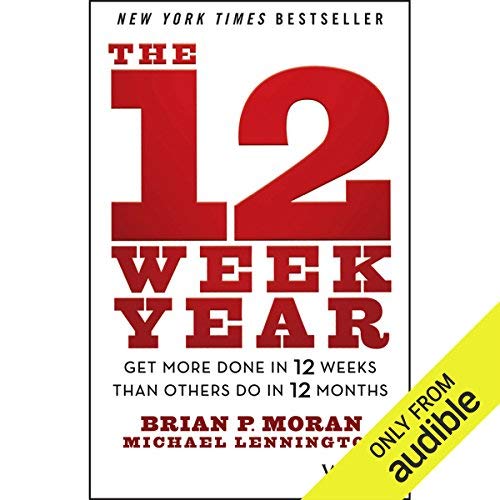 NEW YORK TIMES BESTSELLER
THE
12
WEEK
YEAR
GET MORE DONE IN 12 WEEKS
THAN OTHERS DO IN 12 MONTHS
BRIAN P. MORAN
MICHAEL
ONLY FROM
audible